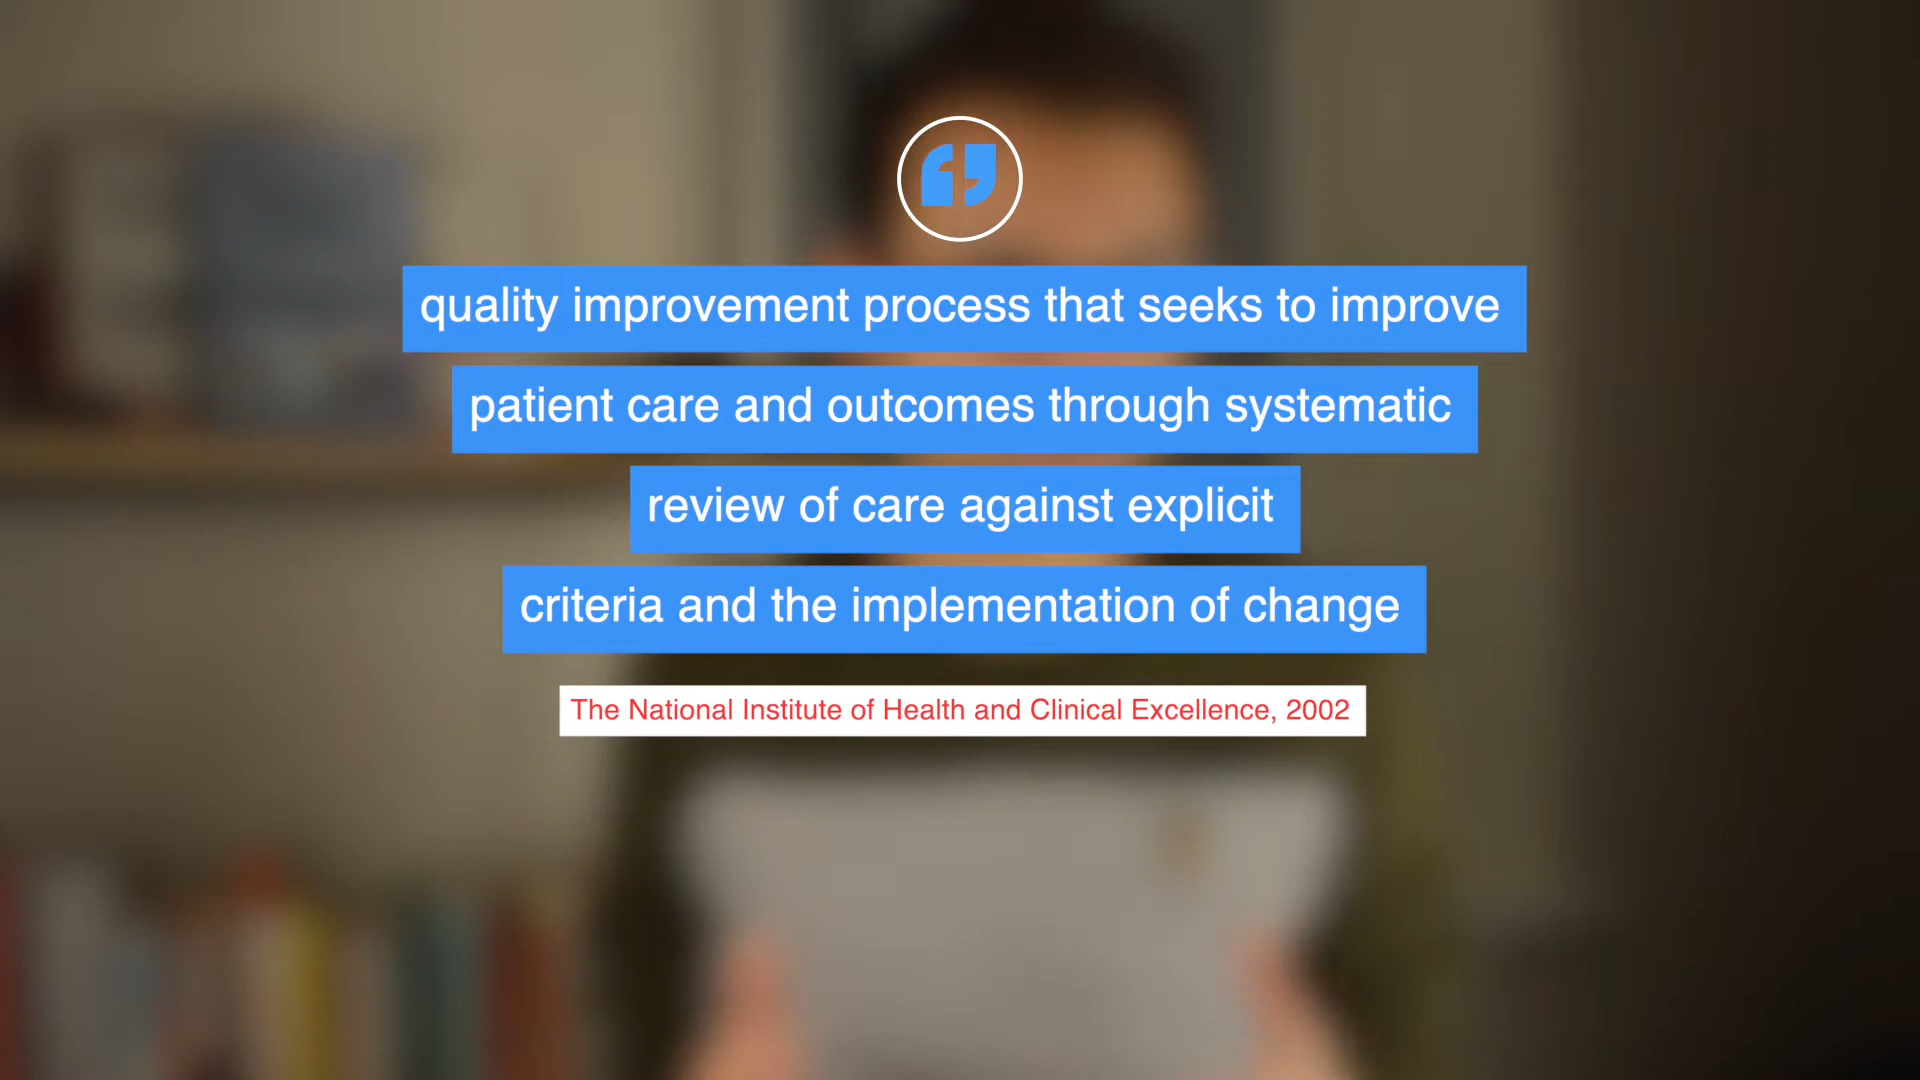 quality improvement process that seeks to improve
patient care and outcomes through systematic
review of care against explicit
criteria and the implementation of change
The National Institute of Health and Clinical Excellence, 2002